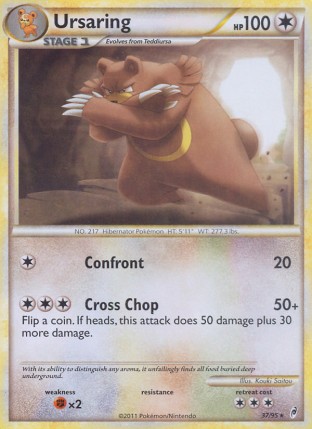 Ursaring HP 100
STAGE 1 Evolves from Teddiursa
NO. 217 Hibernator Pokémon HT. 5'11" WT. 277.3 lbs.
Confront 20
Cross Chop 50+
Flip a coin. If heads, this attack does 50 damage plus 30
more damage.
With its ability to distinguish any aroma, it unfailingly finds all food buried deep
underground.
Illus. Kouki Saitou
weakness resistance retreat cost
×2
©2011 Pokémon/Nintendo 37/95